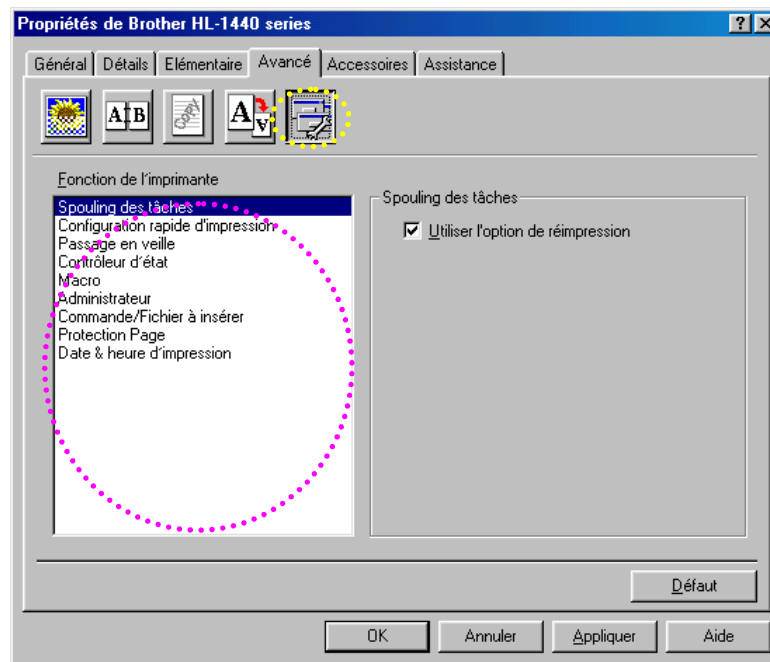 Propriétés de Brother HL-1440 series
Général Détails Elémentaire Avancé Accessoires Assistance
A B COPY A A
Fonction de l'imprimante
Spouling des tâches
Configuration rapide d'impression
Passage en veille
Contrôleur d'état
Macro
Administrateur
Commande/Fichier à insérer
Protection Page
Date & heure d'impression
Spouling des tâches
Utiliser l'option de réimpression
Défaut
OK Annuler Appliquer Aide